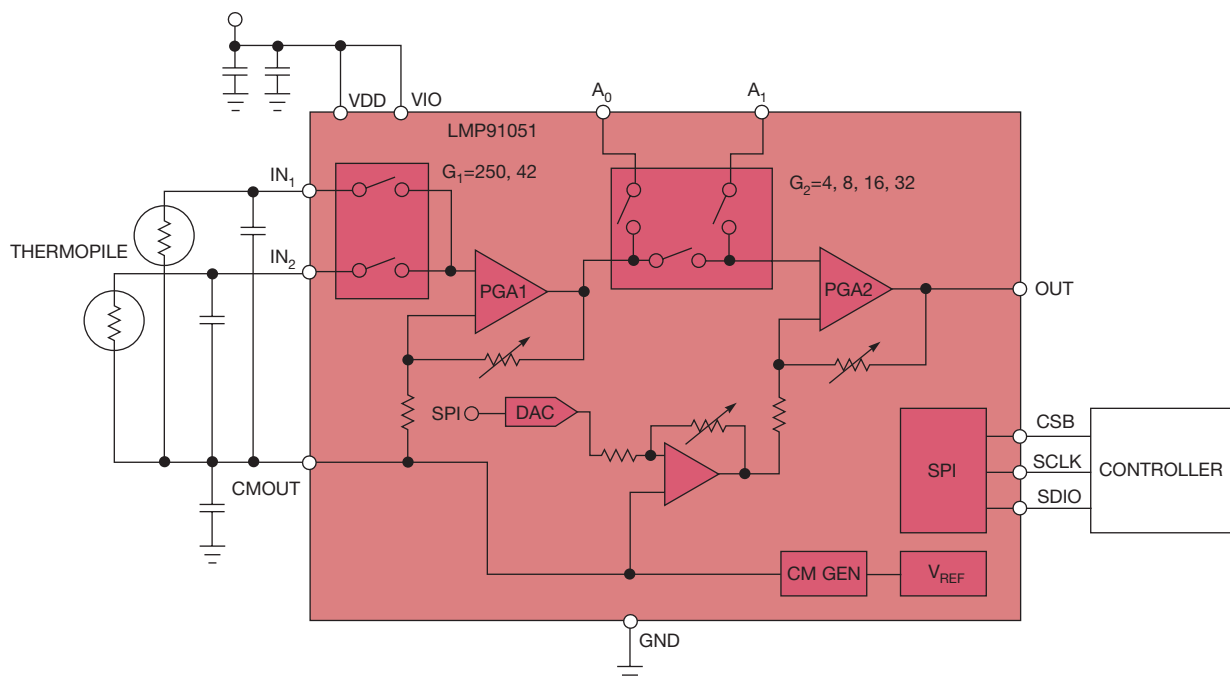 VDD
VIO
A₀
A₁
LMP91051
IN₁
G₁=250, 42
G₂=4, 8, 16, 32
THERMOPILE
IN₂
PGA1
PGA2
OUT
SPI
DAC
CSB
SPI
SCLK
CONTROLLER
SDIO
CMOUT
CM GEN
V_REF
GND